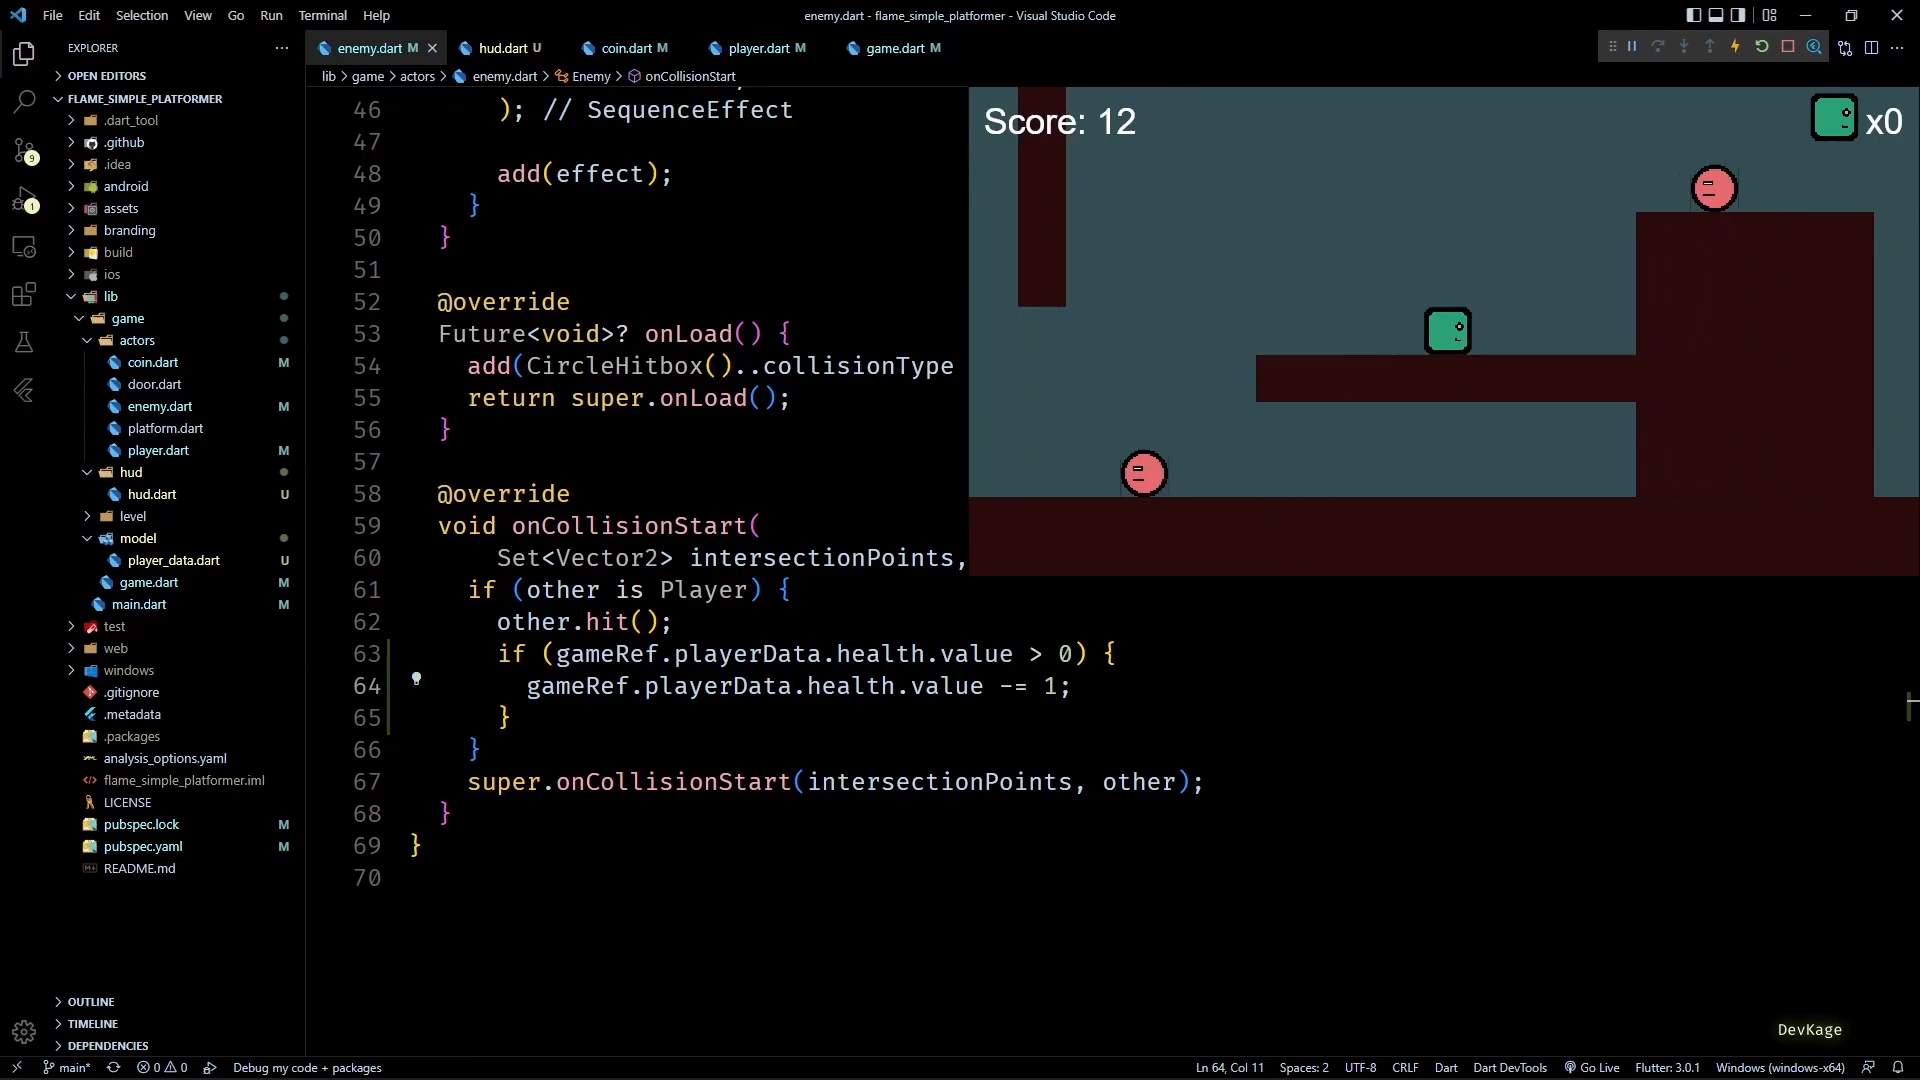 File Edit Selection View Go Run Terminal Help
enemy.dart - flame_simple_platformer - Visual Studio Code
EXPLORER
enemy.dart M
hud.dart U
coin.dart M
player.dart M
game.dart M
lib > game > actors > enemy.dart > Enemy > onCollisionStart
OPEN EDITORS
FLAME_SIMPLE_PLATFORMER
.dart_tool
.github
.idea
android
assets
branding
build
ios
lib
game
actors
coin.dart M
door.dart
enemy.dart M
platform.dart
player.dart M
hud
hud.dart U
level
model
player_data.dart U
game.dart M
main.dart M
test
web
windows
.gitignore
.metadata
.packages
analysis_options.yaml
flame_simple_platformer.iml
LICENSE
pubspec.lock M
pubspec.yaml M
README.md
OUTLINE
TIMELINE
DEPENDENCIES
9
1
46 ); // SequenceEffect
47
48 add(effect);
49 }
50 }
51
52 @override
53 Future<void>? onLoad() {
54 add(CircleHitbox()..collisionType
55 return super.onLoad();
56 }
57
58 @override
59 void onCollisionStart(
60 Set<Vector2> intersectionPoints,
61 if (other is Player) {
62 other.hit();
63 if (gameRef.playerData.health.value > 0) {
64 gameRef.playerData.health.value -= 1;
65 }
66 }
67 super.onCollisionStart(intersectionPoints, other);
68 }
69 }
70
Score: 12
x0
DevKage
main* 0 0 Debug my code + packages
Ln 64, Col 11 Spaces: 2 UTF-8 CRLF Dart Dart DevTools Go Live Flutter: 3.0.1 Windows (windows-x64)